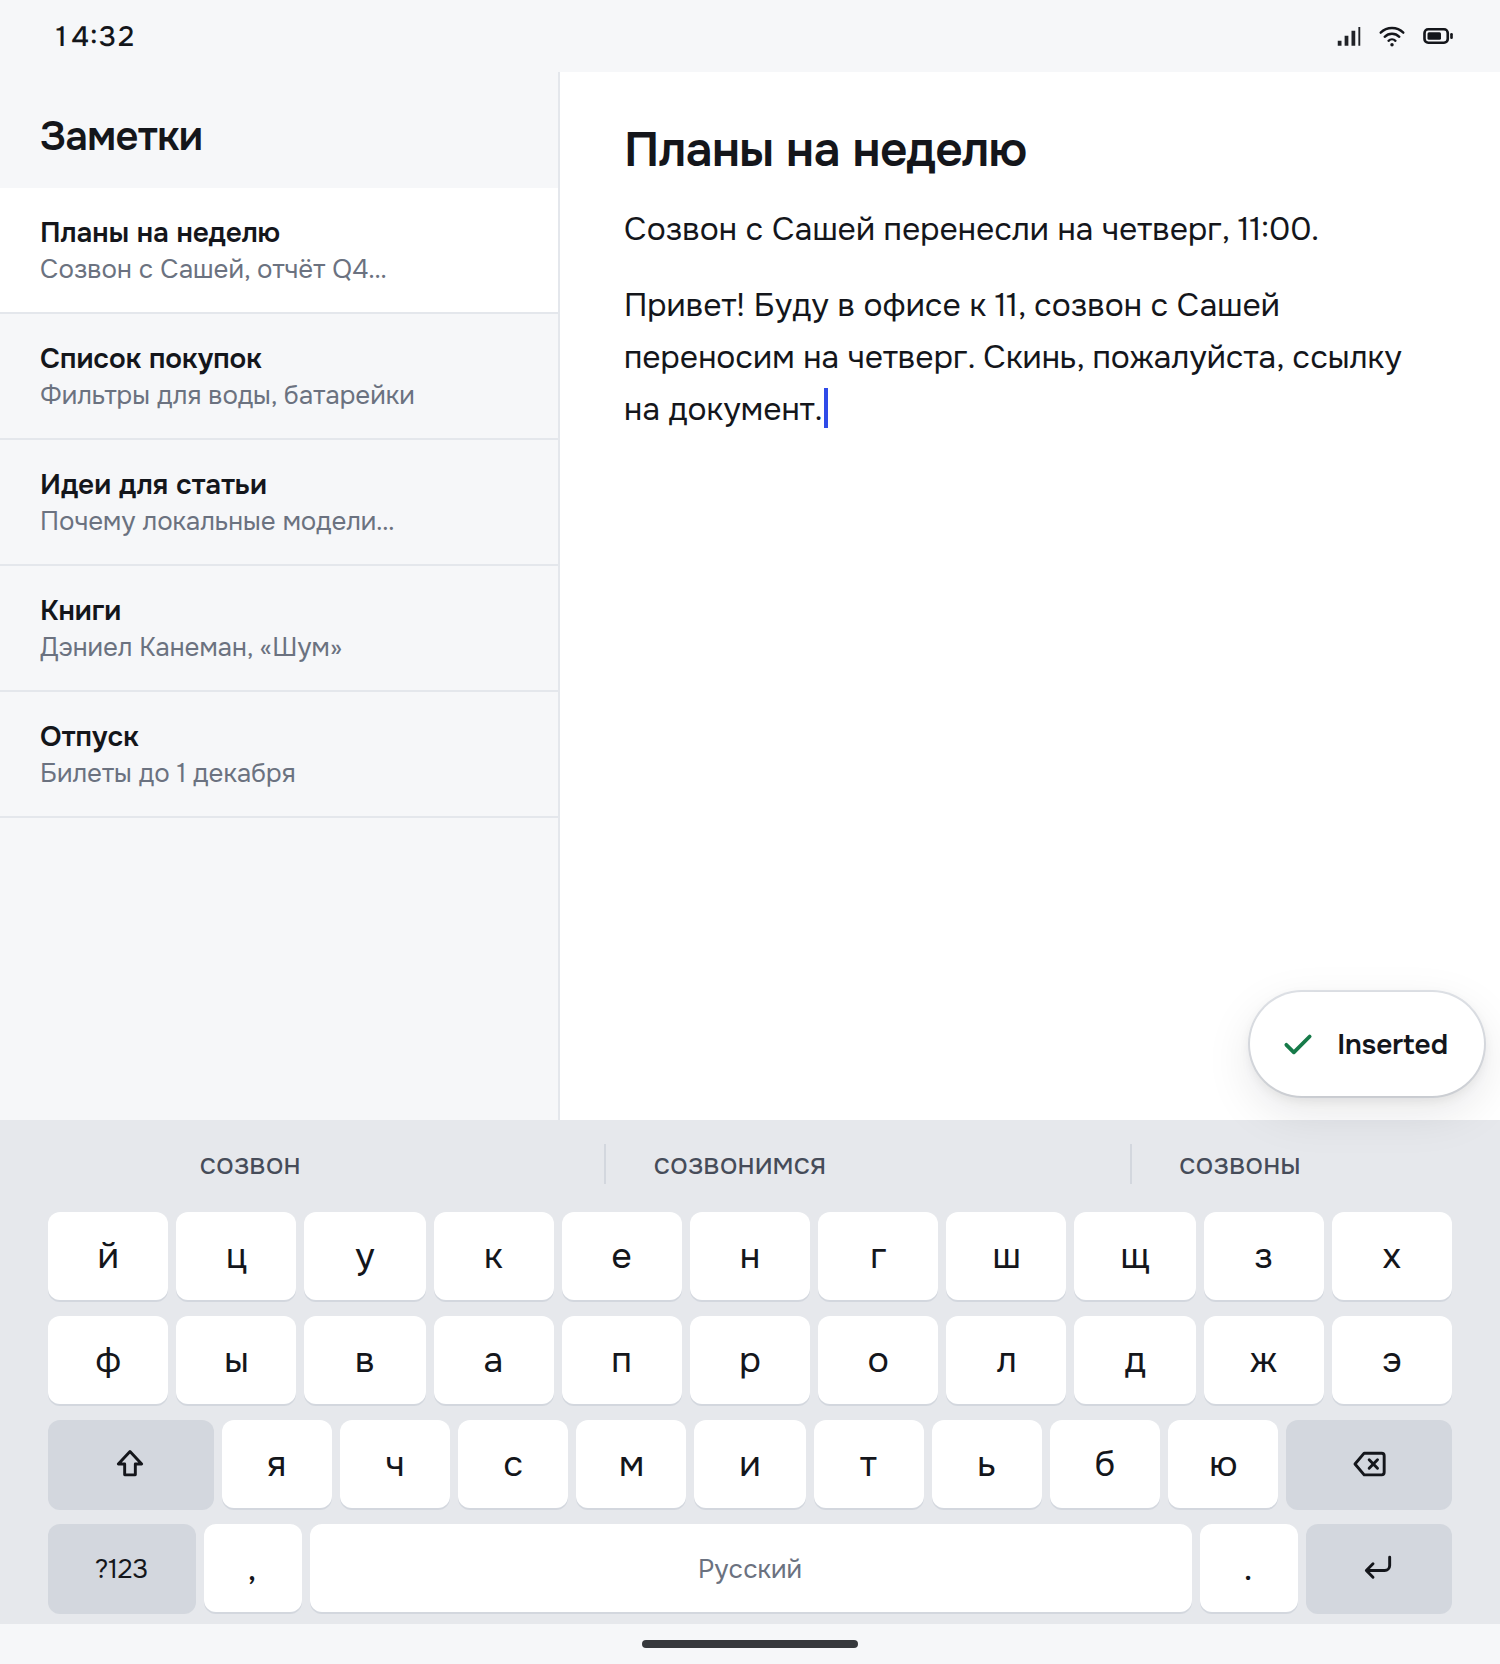 14:32
Заметки
Планы на неделю
Созвон с Сашей, отчёт Q4...
Список покупок
Фильтры для воды, батарейки
Идеи для статьи
Почему локальные модели...
Книги
Дэниел Канеман, «Шум»
Отпуск
Билеты до 1 декабря
Планы на неделю
Созвон с Сашей перенесли на четверг, 11:00.
Привет! Буду в офисе к 11, созвон с Сашей
переносим на четверг. Скинь, пожалуйста, ссылку
на документ.
Inserted
созвон созвонимся созвоны
й ц у к е н г ш щ з х
ф ы в а п р о л д ж э
я ч с м и т ь б ю
?123 , Русский .